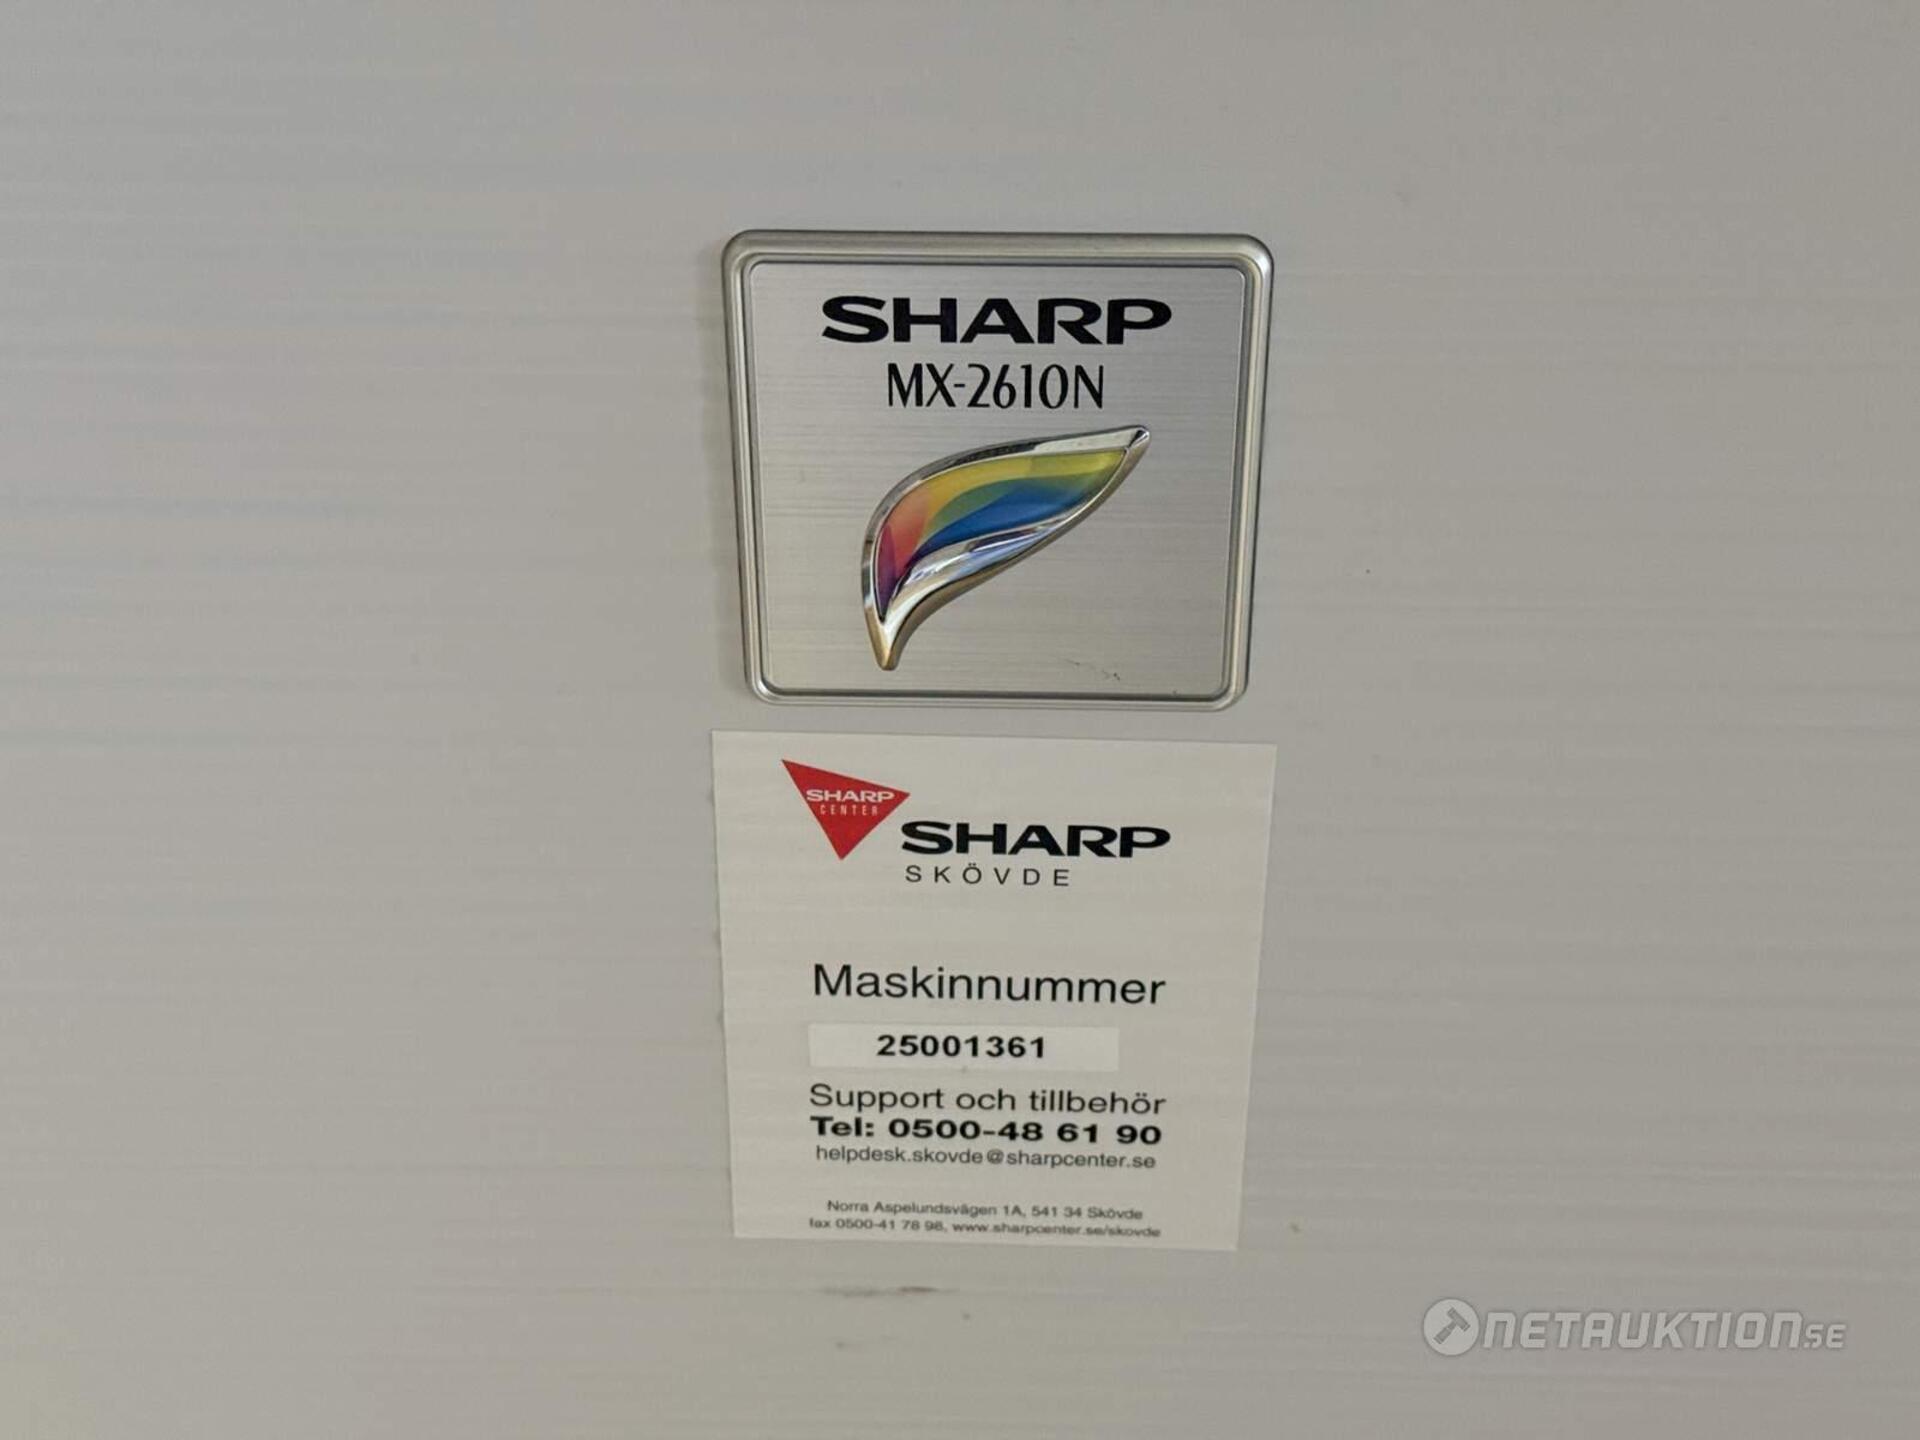 SHARP
MX-2610N
SHARP
CENTER
SHARP
SKÖVDE
Maskinnummer
25001361
Support och tillbehör
Tel: 0500-48 61 90
helpdesk.skovde@sharpcenter.se
Norra Aspelundsvägen 1A, 541 34 Skövde
fax 0500-41 78 98, www.sharpcenter.se/skovde
NETAUKTION.SE